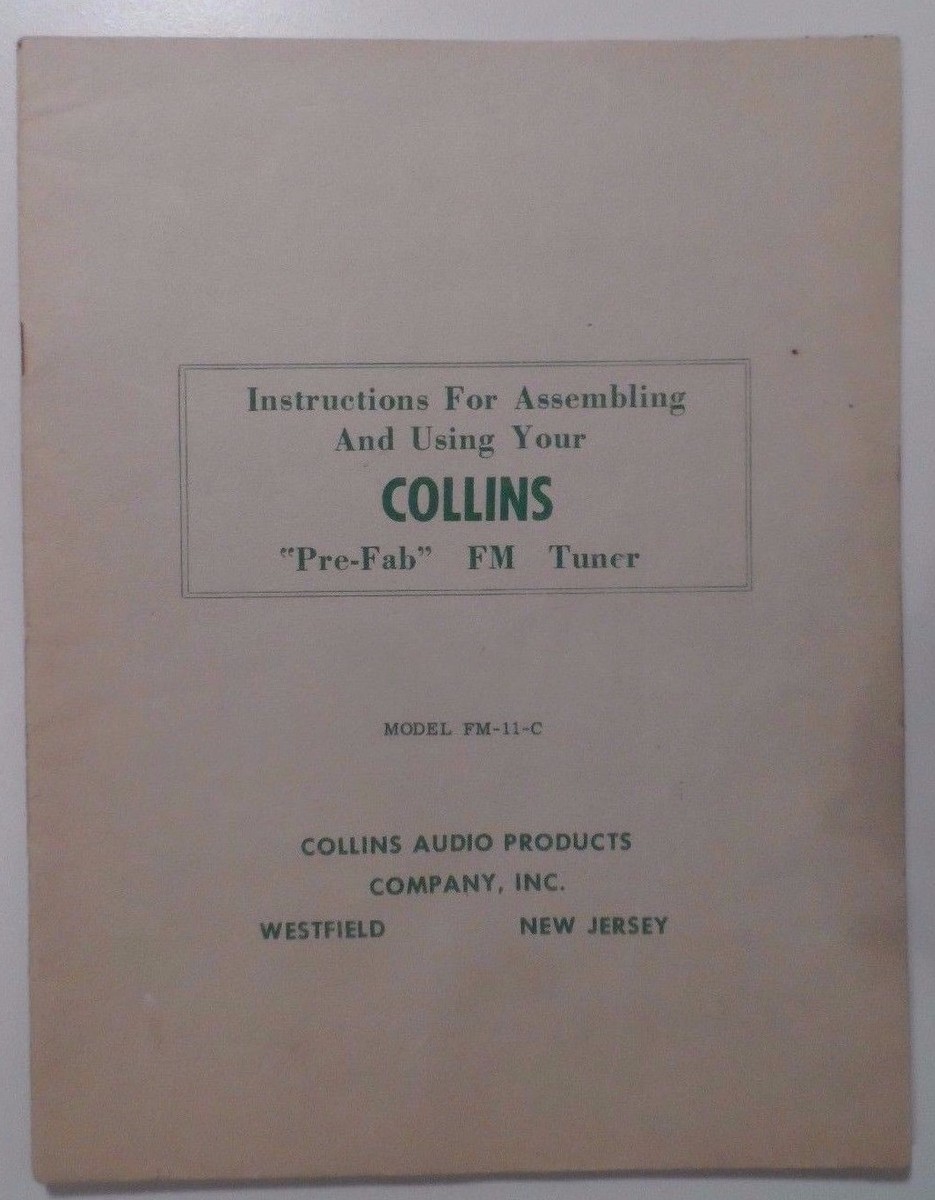 Instructions For Assembling
And Using Your
COLLINS
“Pre-Fab” FM Tuner
MODEL FM-11-C
COLLINS AUDIO PRODUCTS
COMPANY, INC.
WESTFIELD NEW JERSEY